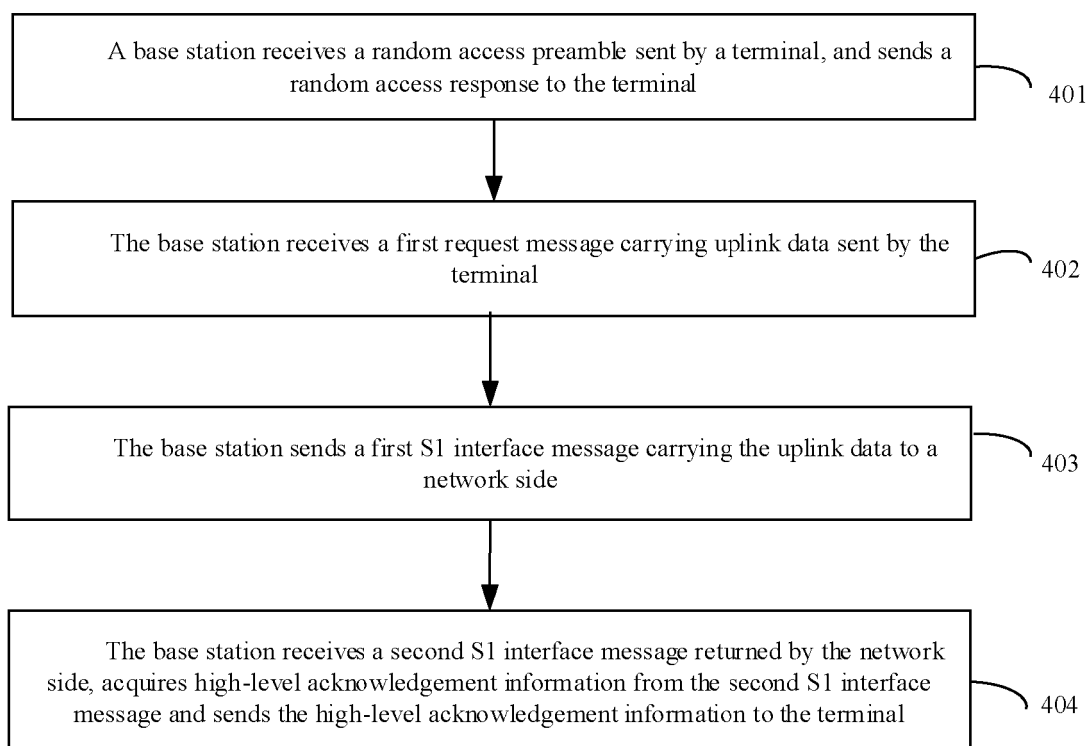 A base station receives a random access preamble sent by a terminal, and sends a
random access response to the terminal
401
The base station receives a first request message carrying uplink data sent by the
terminal
402
The base station sends a first S1 interface message carrying the uplink data to a
network side
403
The base station receives a second S1 interface message returned by the network
side, acquires high-level acknowledgement information from the second S1 interface
message and sends the high-level acknowledgement information to the terminal
404